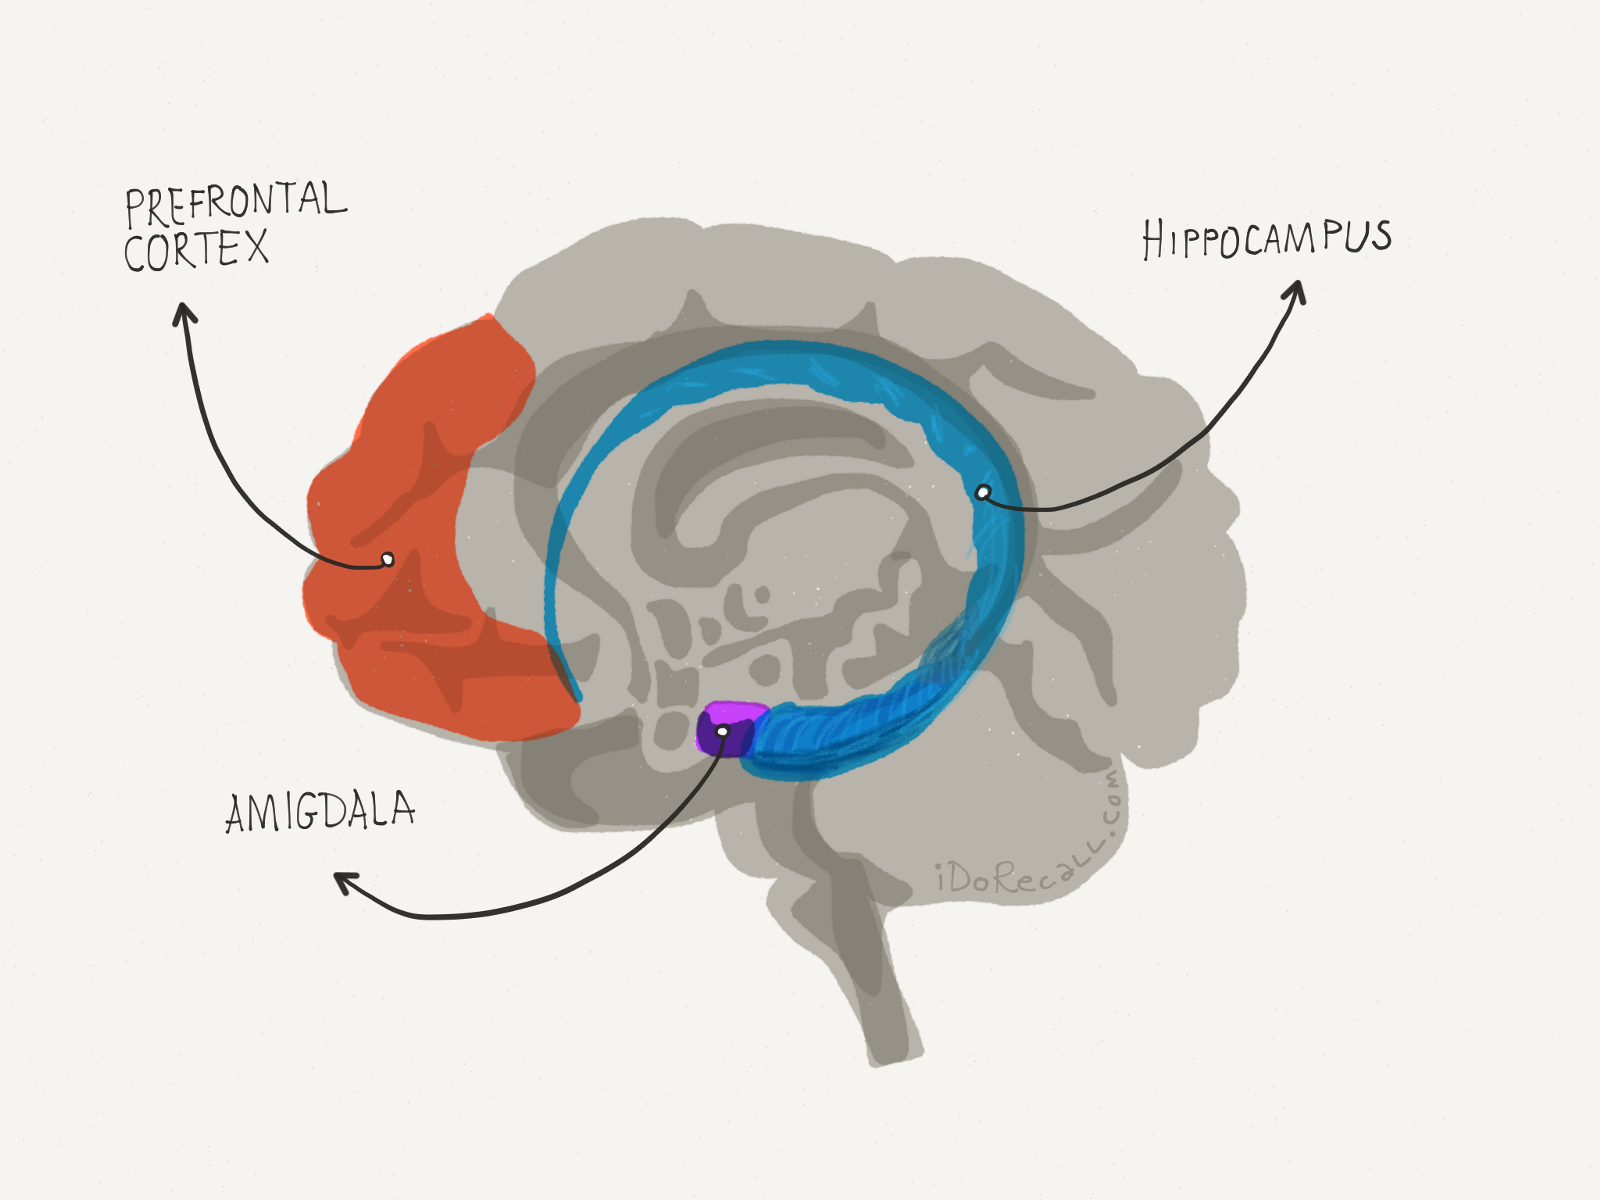 PREFRONTAL
CORTEX
HIPPOCAMPUS
AMIGDALA
iDoRecaLL.com